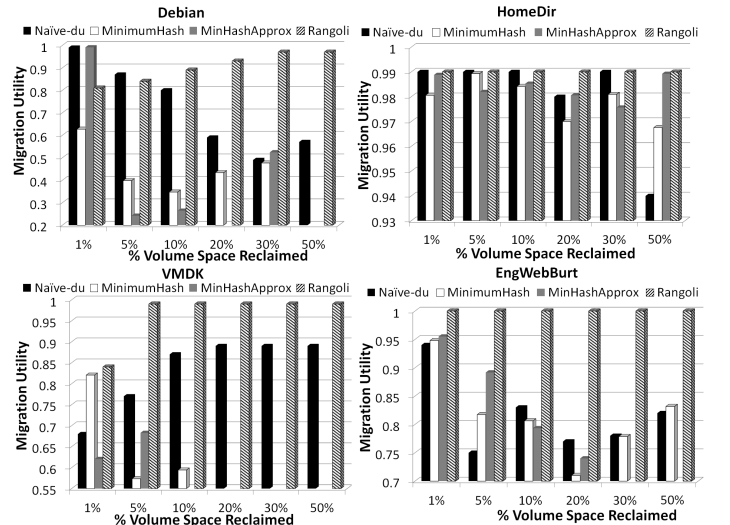 Debian
Naïve-du MinimumHash MinHashApprox Rangoli
Migration Utility
1
0.9
0.8
0.7
0.6
0.5
0.4
0.3
0.2
1% 5% 10% 20% 30% 50%
% Volume Space Reclaimed
HomeDir
Naïve-du MinimumHash MinHashApprox Rangoli
Migration Utility
1
0.99
0.98
0.97
0.96
0.95
0.94
0.93
1% 5% 10% 20% 30% 50%
% Volume Space Reclaimed
VMDK
Naïve-du MinimumHash MinHashApprox Rangoli
Migration Utility
1
0.95
0.9
0.85
0.8
0.75
0.7
0.65
0.6
0.55
1% 5% 10% 20% 30% 50%
% Volume Space Reclaimed
EngWebBurt
Naïve-du MinimumHash MinHashApprox Rangoli
Migration Utility
1
0.95
0.9
0.85
0.8
0.75
0.7
1% 5% 10% 20% 30% 50%
% Volume Space Reclaimed